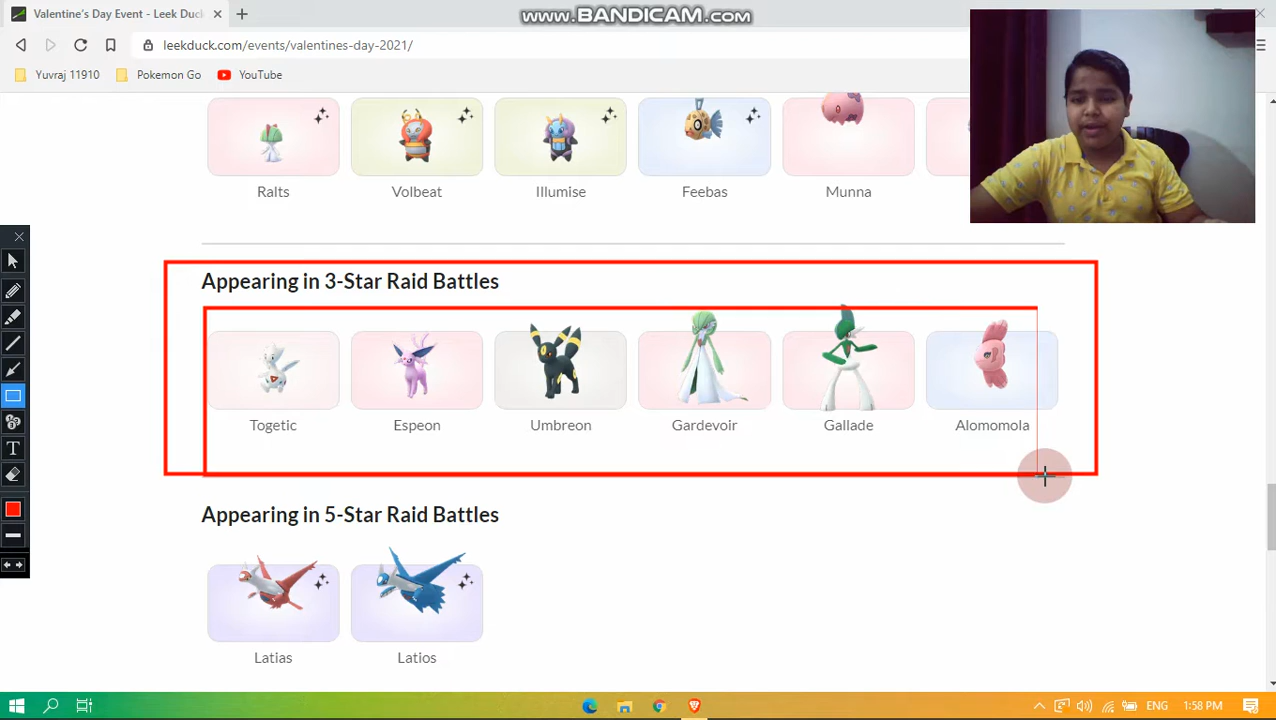 Valentine's Day Event - Leek Duck
www.BANDICAM.com
leekduck.com/events/valentines-day-2021/
Yuvraj 11910
Pokemon Go
YouTube
Ralts
Volbeat
Illumise
Feebas
Munna
Appearing in 3-Star Raid Battles
Togetic
Espeon
Umbreon
Gardevoir
Gallade
Alomomola
Appearing in 5-Star Raid Battles
Latias
Latios
ENG
1:58 PM